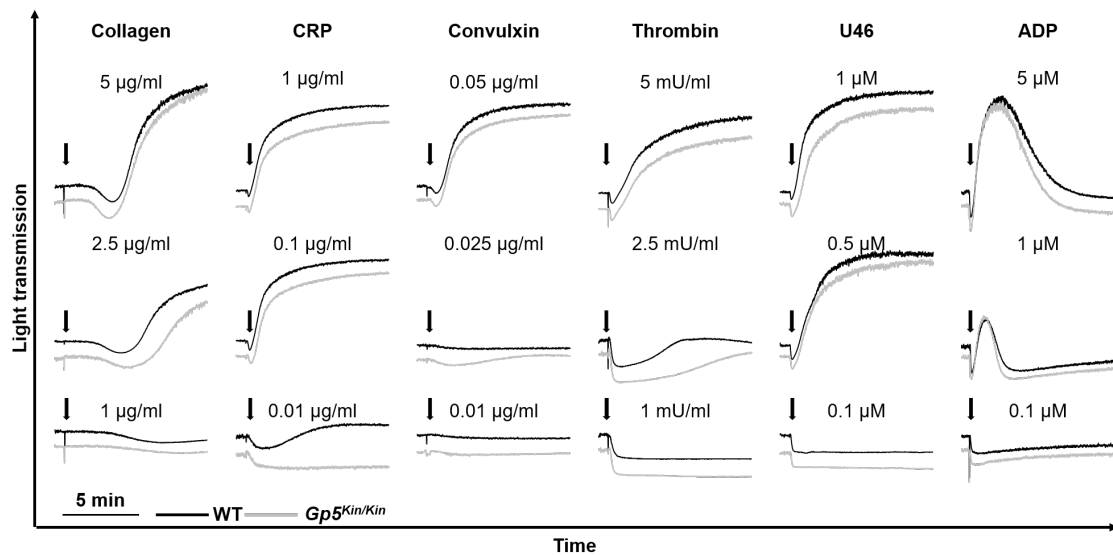 Collagen CRP Convulxin Thrombin U46 ADP
5 µg/ml 1 µg/ml 0.05 µg/ml 5 mU/ml 1 µM 5 µM
2.5 µg/ml 0.1 µg/ml 0.025 µg/ml 2.5 mU/ml 0.5 µM 1 µM
1 µg/ml 0.01 µg/ml 0.01 µg/ml 1 mU/ml 0.1 µM 0.1 µM
Light transmission
5 min WT Gp5Kin/Kin
Time